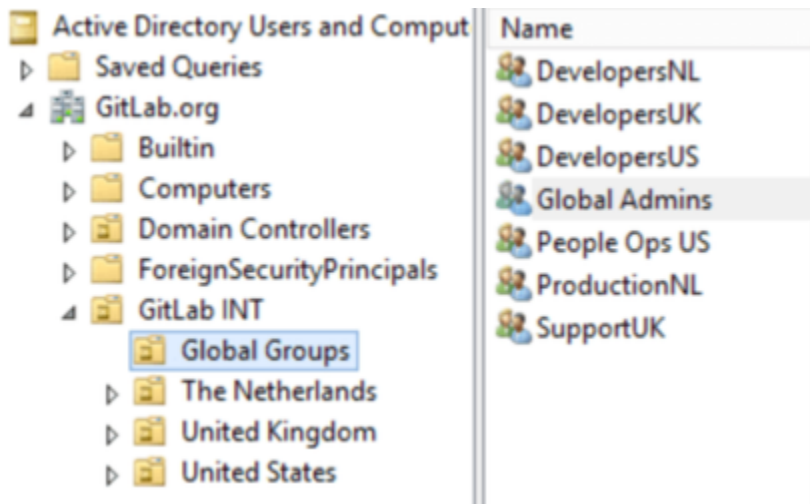 Active Directory Users and Comput
Saved Queries
GitLab.org
Builtin
Computers
Domain Controllers
ForeignSecurityPrincipals
GitLab INT
Global Groups
The Netherlands
United Kingdom
United States
Name
DevelopersNL
DevelopersUK
DevelopersUS
Global Admins
People Ops US
ProductionNL
SupportUK